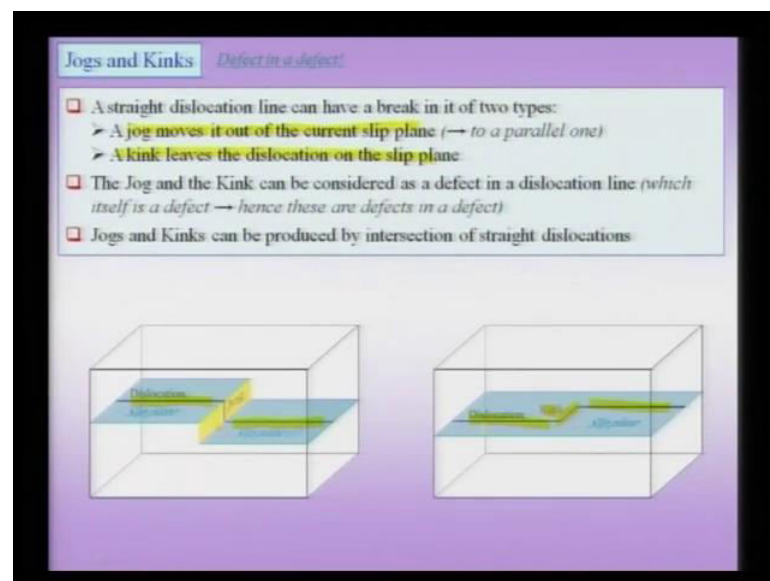 Jogs and Kinks
Defect in a defect!
❑ A straight dislocation line can have a break in it of two types:
➢ A jog moves it out of the current slip plane (→ to a parallel one)
➢ A kink leaves the dislocation on the slip plane
❑ The Jog and the Kink can be considered as a defect in a dislocation line (which
itself is a defect → hence these are defects in a defect)
❑ Jogs and Kinks can be produced by intersection of straight dislocations
Dislocation
Slip plane
Slip plane
Dislocation
Slip plane